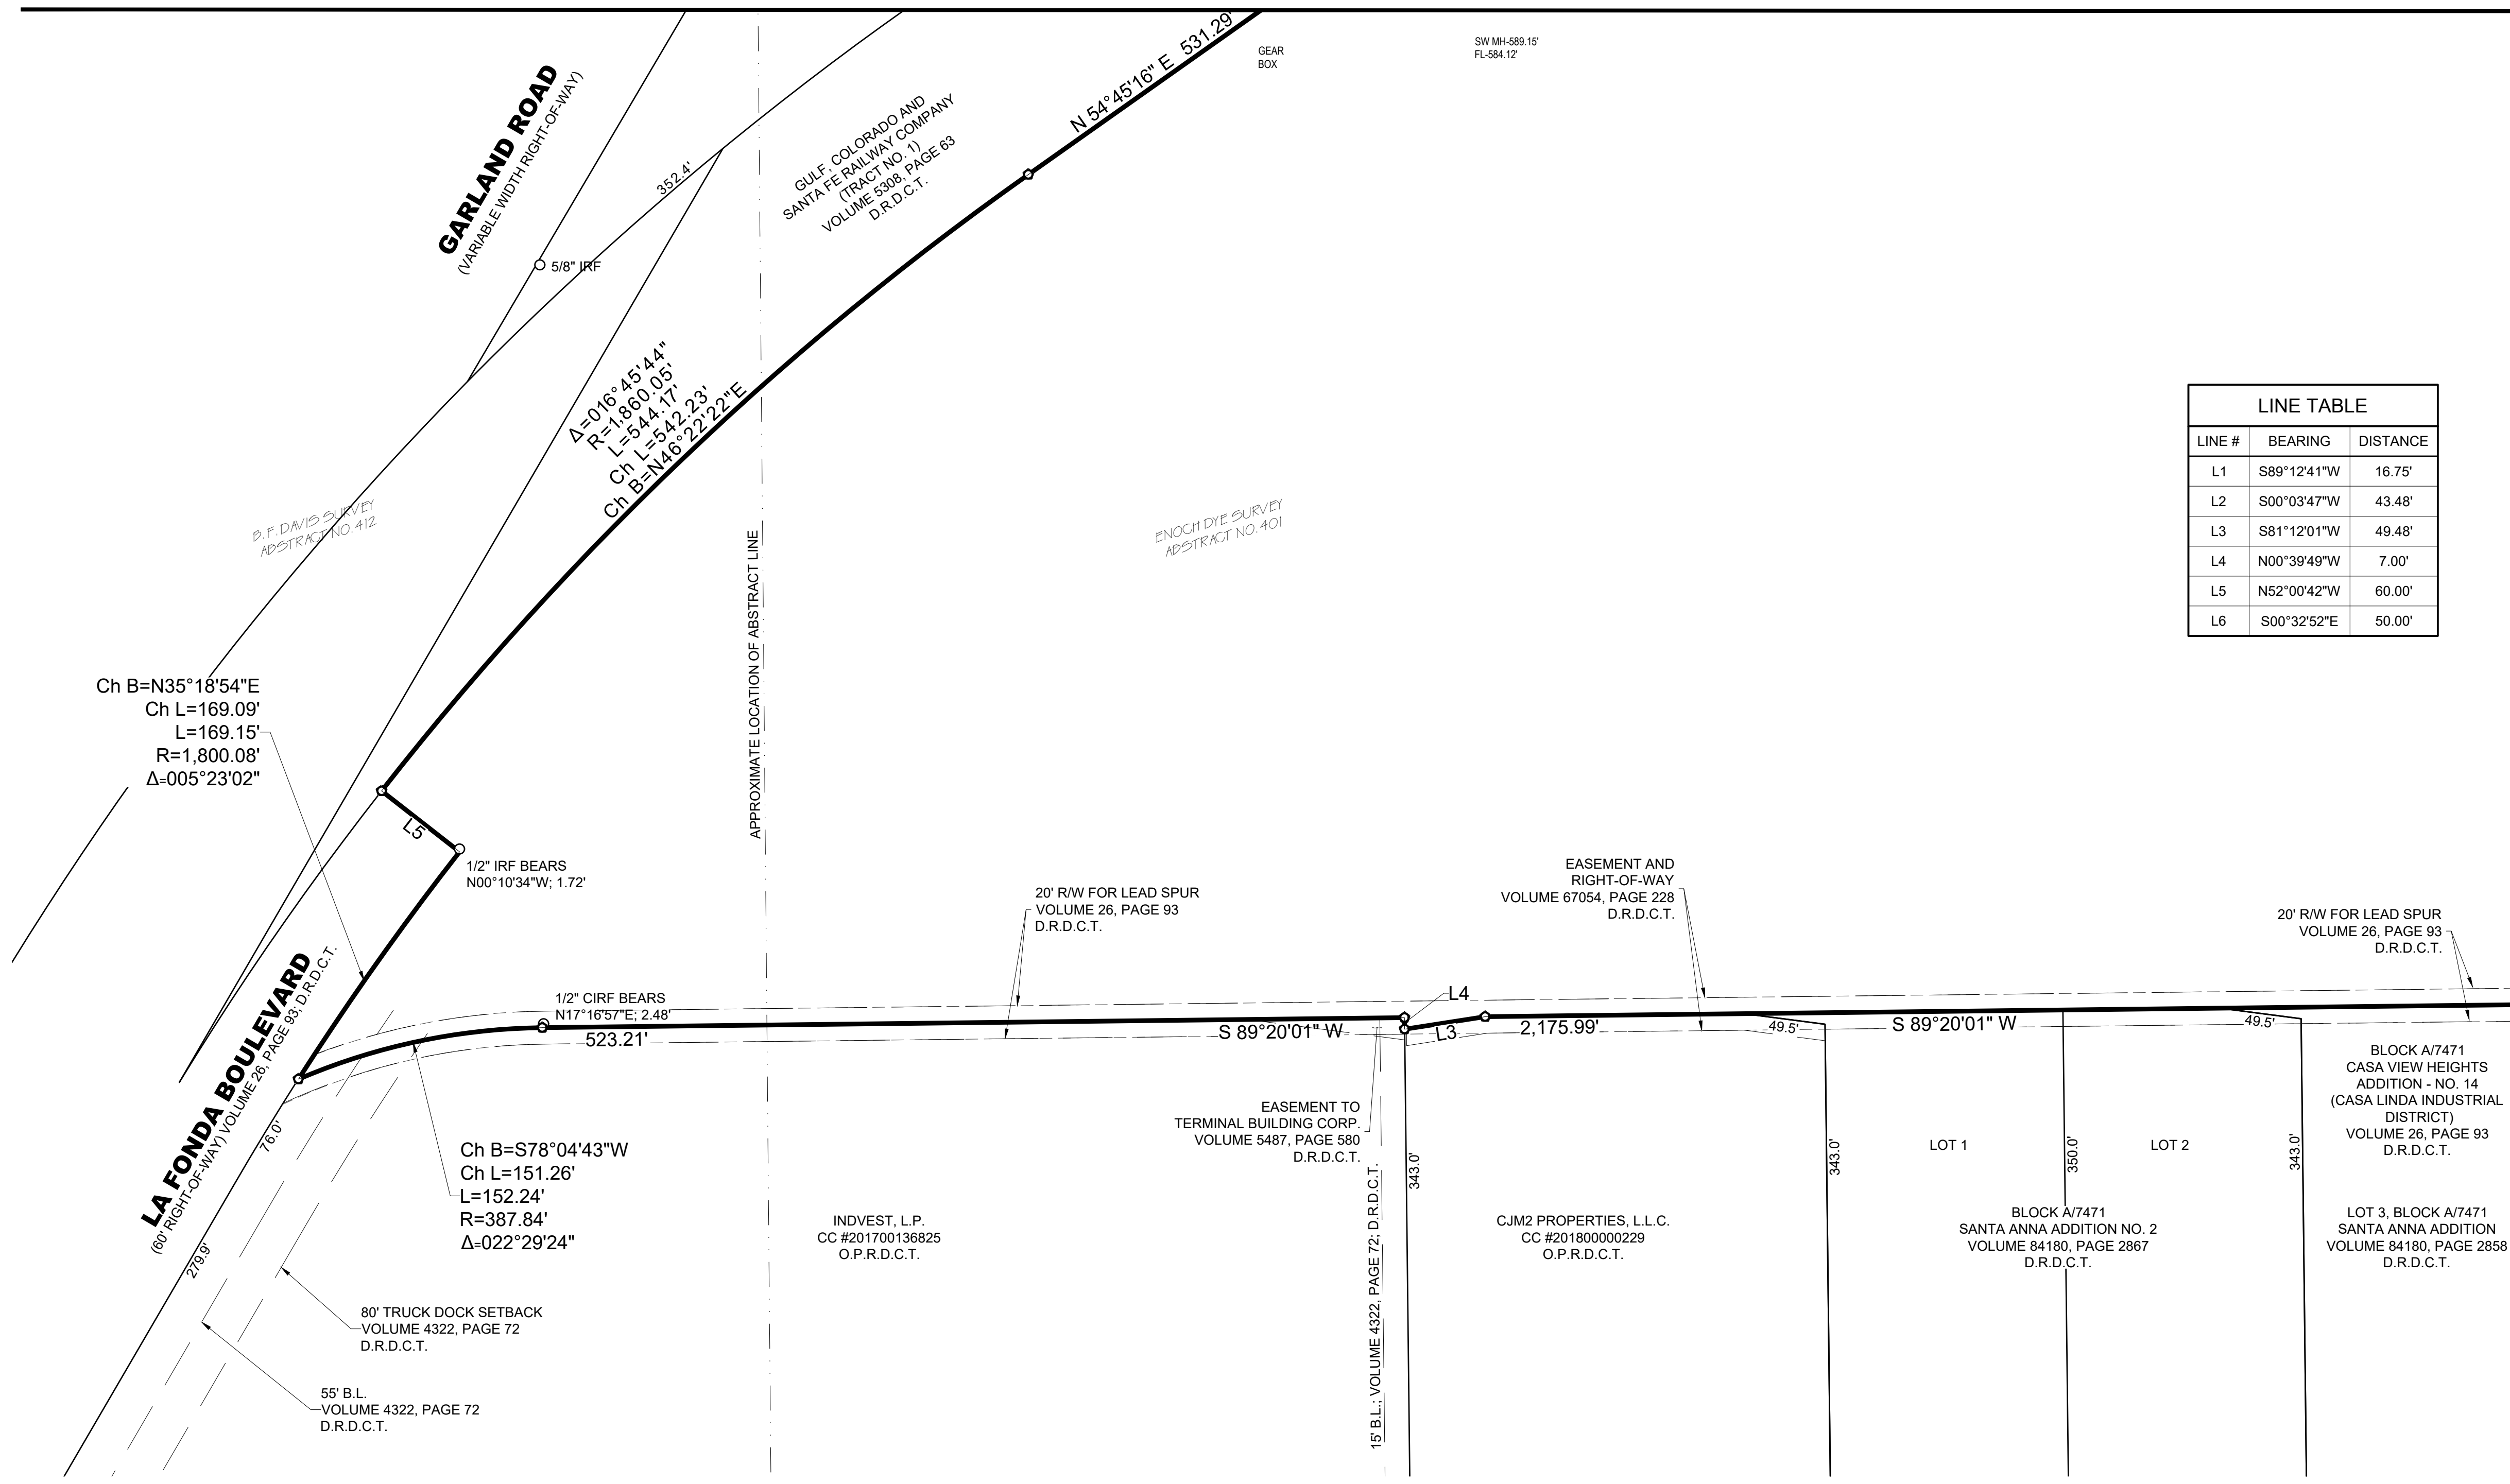 GARLAND ROAD
(VARIABLE WIDTH RIGHT-OF-WAY)
5/8" IRF
352.4'
GULF, COLORADO AND
SANTA FE RAILWAY COMPANY
(TRACT NO. 1)
VOLUME 5308, PAGE 63
D.R.D.C.T.
N 54°45'16" E 531.29'
GEAR
BOX
SW MH-589.15'
FL-584.12'
Δ=016°45'44"
R=1,860.05'
L=544.17'
Ch L=542.23'
Ch B=N46°22'22"E
B.F. DAVIS SURVEY
ABSTRACT NO. 412
ENOCH DYE SURVEY
ABSTRACT NO. 401
APPROXIMATE LOCATION OF ABSTRACT LINE
LINE TABLE
LINE # BEARING DISTANCE
L1 S89°12'41"W 16.75'
L2 S00°03'47"W 43.48'
L3 S81°12'01"W 49.48'
L4 N00°39'49"W 7.00'
L5 N52°00'42"W 60.00'
L6 S00°32'52"E 50.00'
Ch B=N35°18'54"E
Ch L=169.09'
L=169.15'
R=1,800.08'
Δ=005°23'02"
L5
1/2" IRF BEARS
N00°10'34"W; 1.72'
20' R/W FOR LEAD SPUR
VOLUME 26, PAGE 93
D.R.D.C.T.
EASEMENT AND
RIGHT-OF-WAY
VOLUME 67054, PAGE 228
D.R.D.C.T.
20' R/W FOR LEAD SPUR
VOLUME 26, PAGE 93
D.R.D.C.T.
LA FONDA BOULEVARD
(60' RIGHT-OF-WAY) VOLUME 26, PAGE 93; D.R.D.C.T.
1/2" CIRF BEARS
N17°16'57"E; 2.48'
523.21'
S 89°20'01" W
L4
L3
2,175.99'
49.5'
S 89°20'01" W
49.5'
76.0'
279.9'
Ch B=S78°04'43"W
Ch L=151.26'
L=152.24'
R=387.84'
Δ=022°29'24"
EASEMENT TO
TERMINAL BUILDING CORP.
VOLUME 5487, PAGE 580
D.R.D.C.T.
15' B.L.; VOLUME 4322, PAGE 72; D.R.D.C.T.
343.0'
343.0'
LOT 1
350.0'
LOT 2
343.0'
BLOCK A/7471
CASA VIEW HEIGHTS
ADDITION - NO. 14
(CASA LINDA INDUSTRIAL
DISTRICT)
VOLUME 26, PAGE 93
D.R.D.C.T.
INDVEST, L.P.
CC #201700136825
O.P.R.D.C.T.
CJM2 PROPERTIES, L.L.C.
CC #201800000229
O.P.R.D.C.T.
BLOCK A/7471
SANTA ANNA ADDITION NO. 2
VOLUME 84180, PAGE 2867
D.R.D.C.T.
LOT 3, BLOCK A/7471
SANTA ANNA ADDITION
VOLUME 84180, PAGE 2858
D.R.D.C.T.
80' TRUCK DOCK SETBACK
VOLUME 4322, PAGE 72
D.R.D.C.T.
55' B.L.
VOLUME 4322, PAGE 72
D.R.D.C.T.